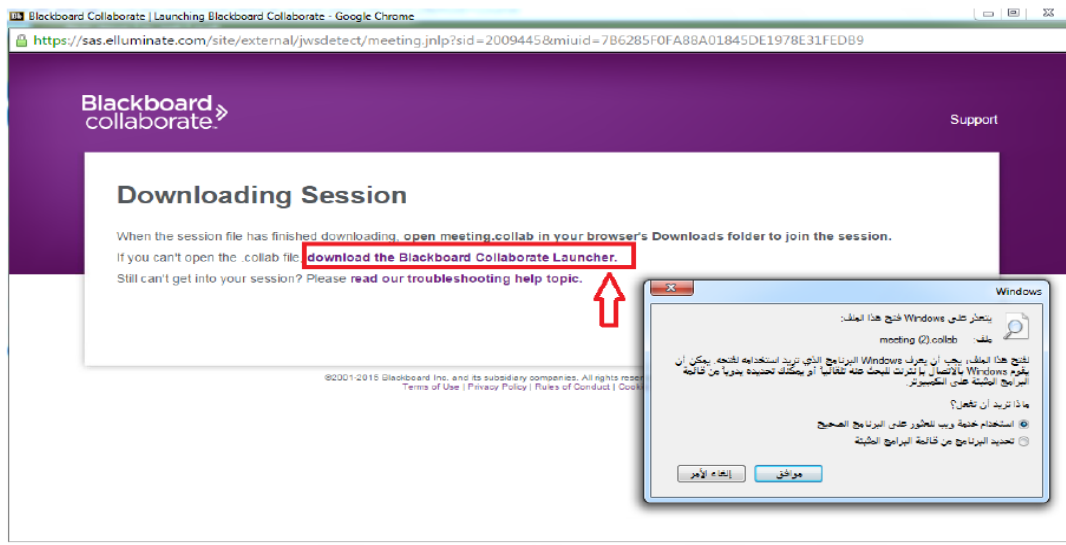 Blackboard Collaborate | Launching Blackboard Collaborate - Google Chrome
https://sas.elluminate.com/site/external/jwsdetect/meeting.jnlp?sid=2009445&miuid=7B6285F0FA88A01845DE1978E31FEDB9
Blackboard
collaborate
Support
Downloading Session
When the session file has finished downloading, open meeting.collab in your browser's Downloads folder to join the session.
If you can't open the .collab file, download the Blackboard Collaborate Launcher.
Still can't get into your session? Please read our troubleshooting help topic.
©2001-2015 Blackboard Inc. and its subsidiary companies. All rights
Terms of Use | Privacy Policy | Rules of Conduct |
Windows
يتعذر على Windows فتح هذا الملف:
ملف: meeting (2).collab
لفتح هذا الملف، يجب أن يعرف Windows البرنامج الذي تريد استخدامه لفتحه. يمكن أن
يقوم Windows بالاتصال بإنترنت للبحث عنه تلقائياً أو يمكنك تحديده يدوياً من قائمة
البرامج المثبتة على الكمبيوتر.
ماذا تريد أن تفعل؟
استخدام خدمة ويب للعثور على البرنامج الصحيح
تحديد البرنامج من قائمة البرامج المثبتة
موافق
إلغاء الأمر